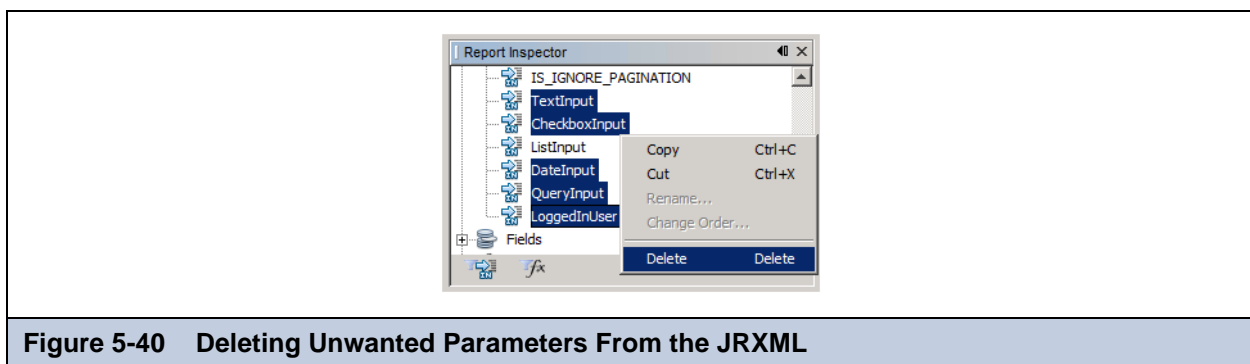 Report Inspector
IS_IGNORE_PAGINATION
TextInput
CheckboxInput
ListInput
DateInput
QueryInput
LoggedInUser
Fields
fx
Copy Ctrl+C
Cut Ctrl+X
Rename...
Change Order...
Delete Delete
Figure 5-40 Deleting Unwanted Parameters From the JRXML